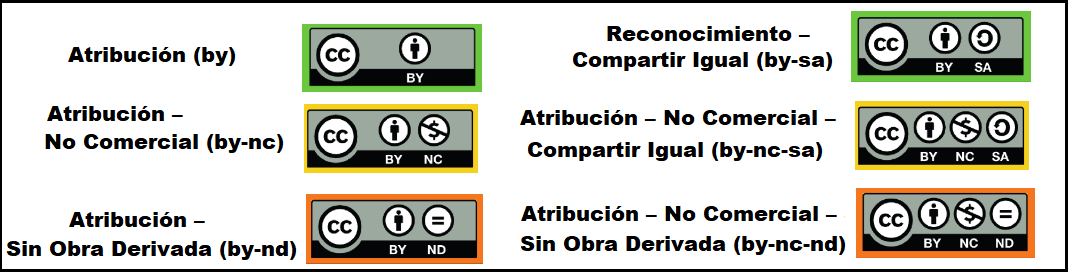 Atribución (by)
CC
BY
Reconocimiento –
Compartir Igual (by-sa)
CC
BY SA
Atribución –
No Comercial (by-nc)
CC
BY NC
Atribución – No Comercial –
Compartir Igual (by-nc-sa)
CC
BY NC SA
Atribución –
Sin Obra Derivada (by-nd)
CC
BY ND
Atribución – No Comercial –
Sin Obra Derivada (by-nc-nd)
CC
BY NC ND